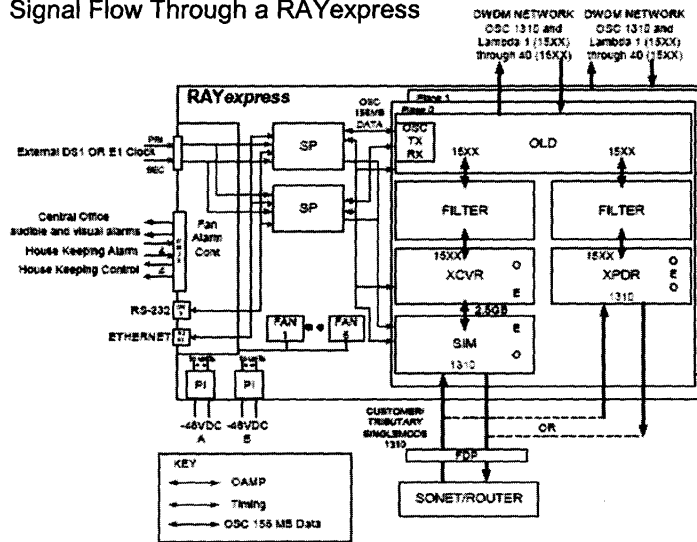 Signal Flow Through a RAYexpress
DWDM NETWORK
OSC 1310 and
Lambda 1 (15XX)
through 40 (15XX)
DWDM NETWORK
OSC 1310 and
Lambda 1 (15XX)
through 40 (15XX)
RAYexpress
Plane 1
Plane 0
OSC
155MB
DATA
OSC
TX
RX
OLD
15XX
15XX
PRI
External DS1 OR E1 Clock
SEC
SP
SP
FILTER
FILTER
Central Office
audible and visual alarms
House Keeping Alarm
4
House Keeping Control
4
Fan
Alarm
Cont
15XX
XCVR
O
E
15XX
XPDR
O
E
O
1310
RS-232
ETHERNET
FAN
1
FAN
6
2.5GB
SIM
E
O
1310
PI
PI
-48VDC
A
-48VDC
B
CUSTOMER/
TRIBUTARY
SINGLEMODE
1310
OR
FDP
SONET/ROUTER
KEY
OAMP
Timing
OSC 155 MB Data